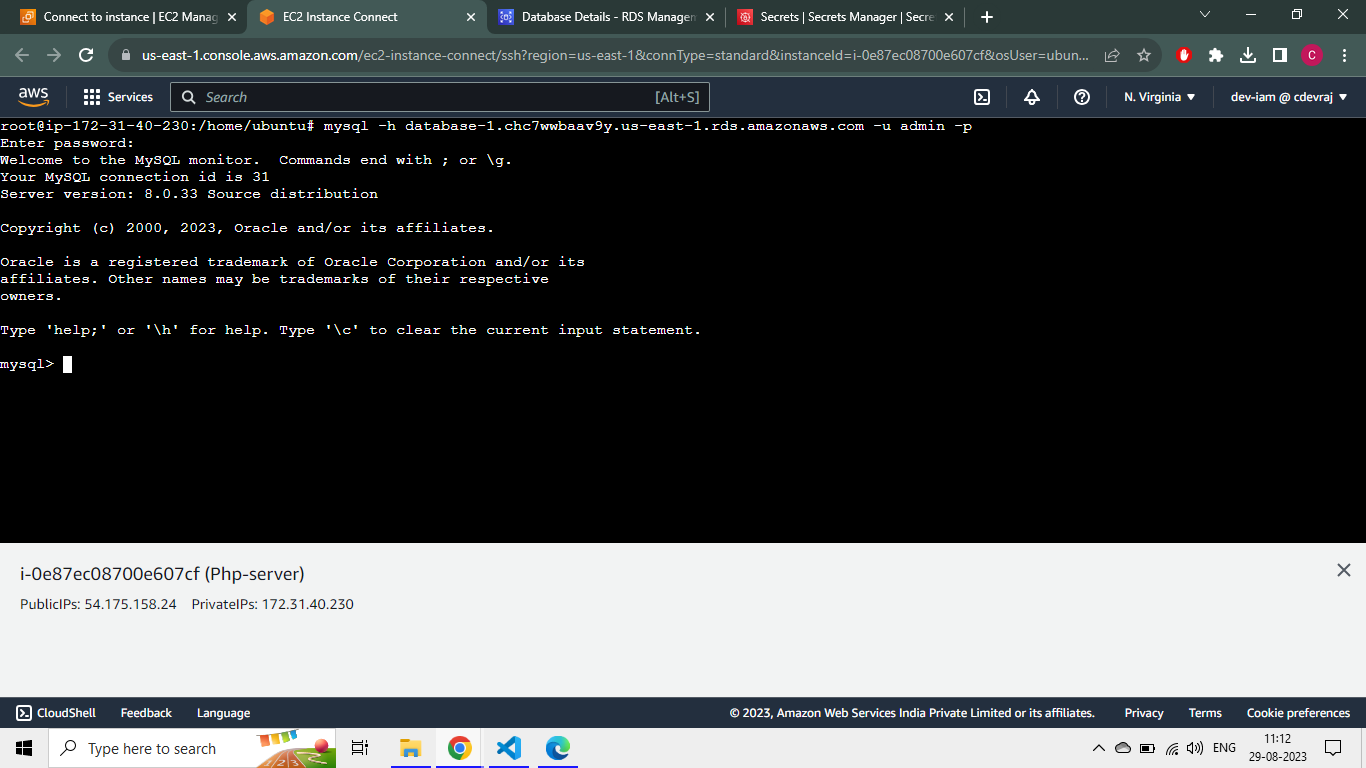 Connect to instance | EC2 Manag
EC2 Instance Connect
Database Details - RDS Managem
Secrets | Secrets Manager | Secre
us-east-1.console.aws.amazon.com/ec2-instance-connect/ssh?region=us-east-1&connType=standard&instanceId=i-0e87ec08700e607cf&osUser=ubun...
C
aws
Services
Search
[Alt+S]
N. Virginia
dev-iam @ cdevraj
root@ip-172-31-40-230:/home/ubuntu# mysql -h database-1.chc7wwbaav9y.us-east-1.rds.amazonaws.com -u admin -p
Enter password:
Welcome to the MySQL monitor.  Commands end with ; or \g.
Your MySQL connection id is 31
Server version: 8.0.33 Source distribution
Copyright (c) 2000, 2023, Oracle and/or its affiliates.
Oracle is a registered trademark of Oracle Corporation and/or its
affiliates. Other names may be trademarks of their respective
owners.
Type 'help;' or '\h' for help. Type '\c' to clear the current input statement.
mysql>
i-0e87ec08700e607cf (Php-server)
PublicIPs: 54.175.158.24 PrivateIPs: 172.31.40.230
CloudShell
Feedback
Language
© 2023, Amazon Web Services India Private Limited or its affiliates.
Privacy
Terms
Cookie preferences
Type here to search
ENG
11:12
29-08-2023